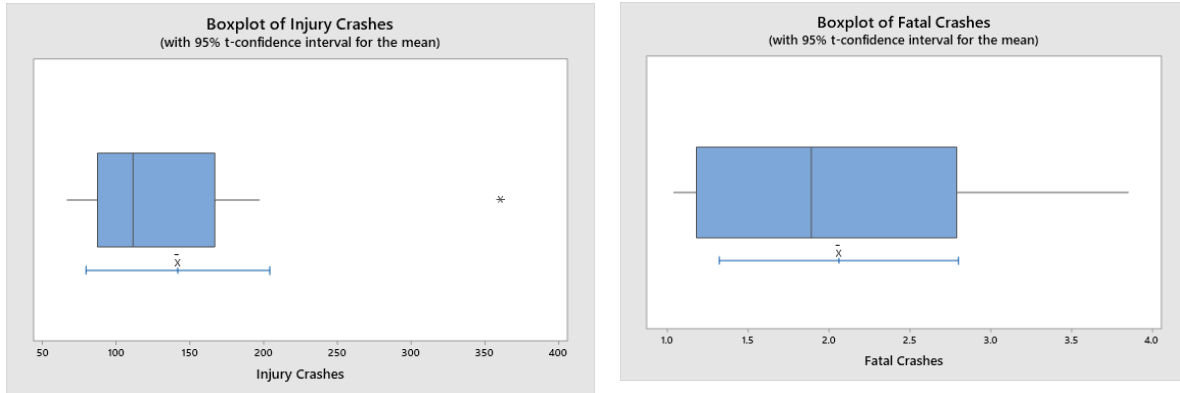 Boxplot of Injury Crashes
(with 95% t-confidence interval for the mean)
*
x̄
50 100 150 200 250 300 350 400
Injury Crashes
Boxplot of Fatal Crashes
(with 95% t-confidence interval for the mean)
x̄
1.0 1.5 2.0 2.5 3.0 3.5 4.0
Fatal Crashes